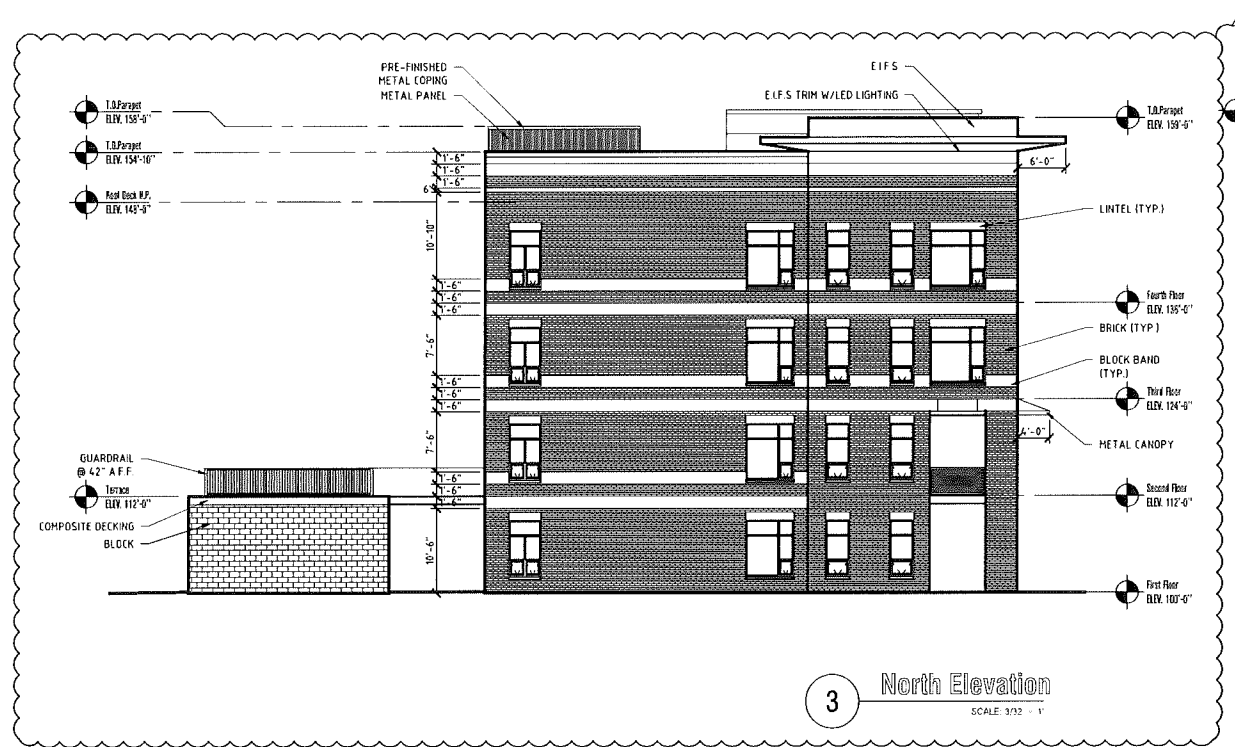 PRE-FINISHED
METAL COPING
METAL PANEL
E.I.F.S
E.I.F.S TRIM W/LED LIGHTING
T.O.Parapet
ELEV. 158'-0"
T.O.Parapet
ELEV. 154'-10"
Roof Deck H.P.
ELEV. 148'-0"
T.O.Parapet
ELEV. 159'-0"
6'-0"
1'-6"
1'-6"
1'-6"
10'-10"
LINTEL (TYP.)
1'-6"
1'-6"
1'-6"
Fourth Floor
ELEV. 136'-0"
7'-6"
BRICK (TYP.)
BLOCK BAND
(TYP.)
1'-6"
1'-6"
1'-6"
Third Floor
ELEV. 124'-0"
4'-0"
METAL CANOPY
7'-6"
GUARDRAIL
@ 42" A.F.F.
Terrace
ELEV. 112'-0"
1'-6"
1'-6"
1'-6"
Second Floor
ELEV. 112'-0"
COMPOSITE DECKING
BLOCK
10'-6"
First Floor
ELEV. 100'-0"
3
North Elevation
SCALE: 3/32
1'